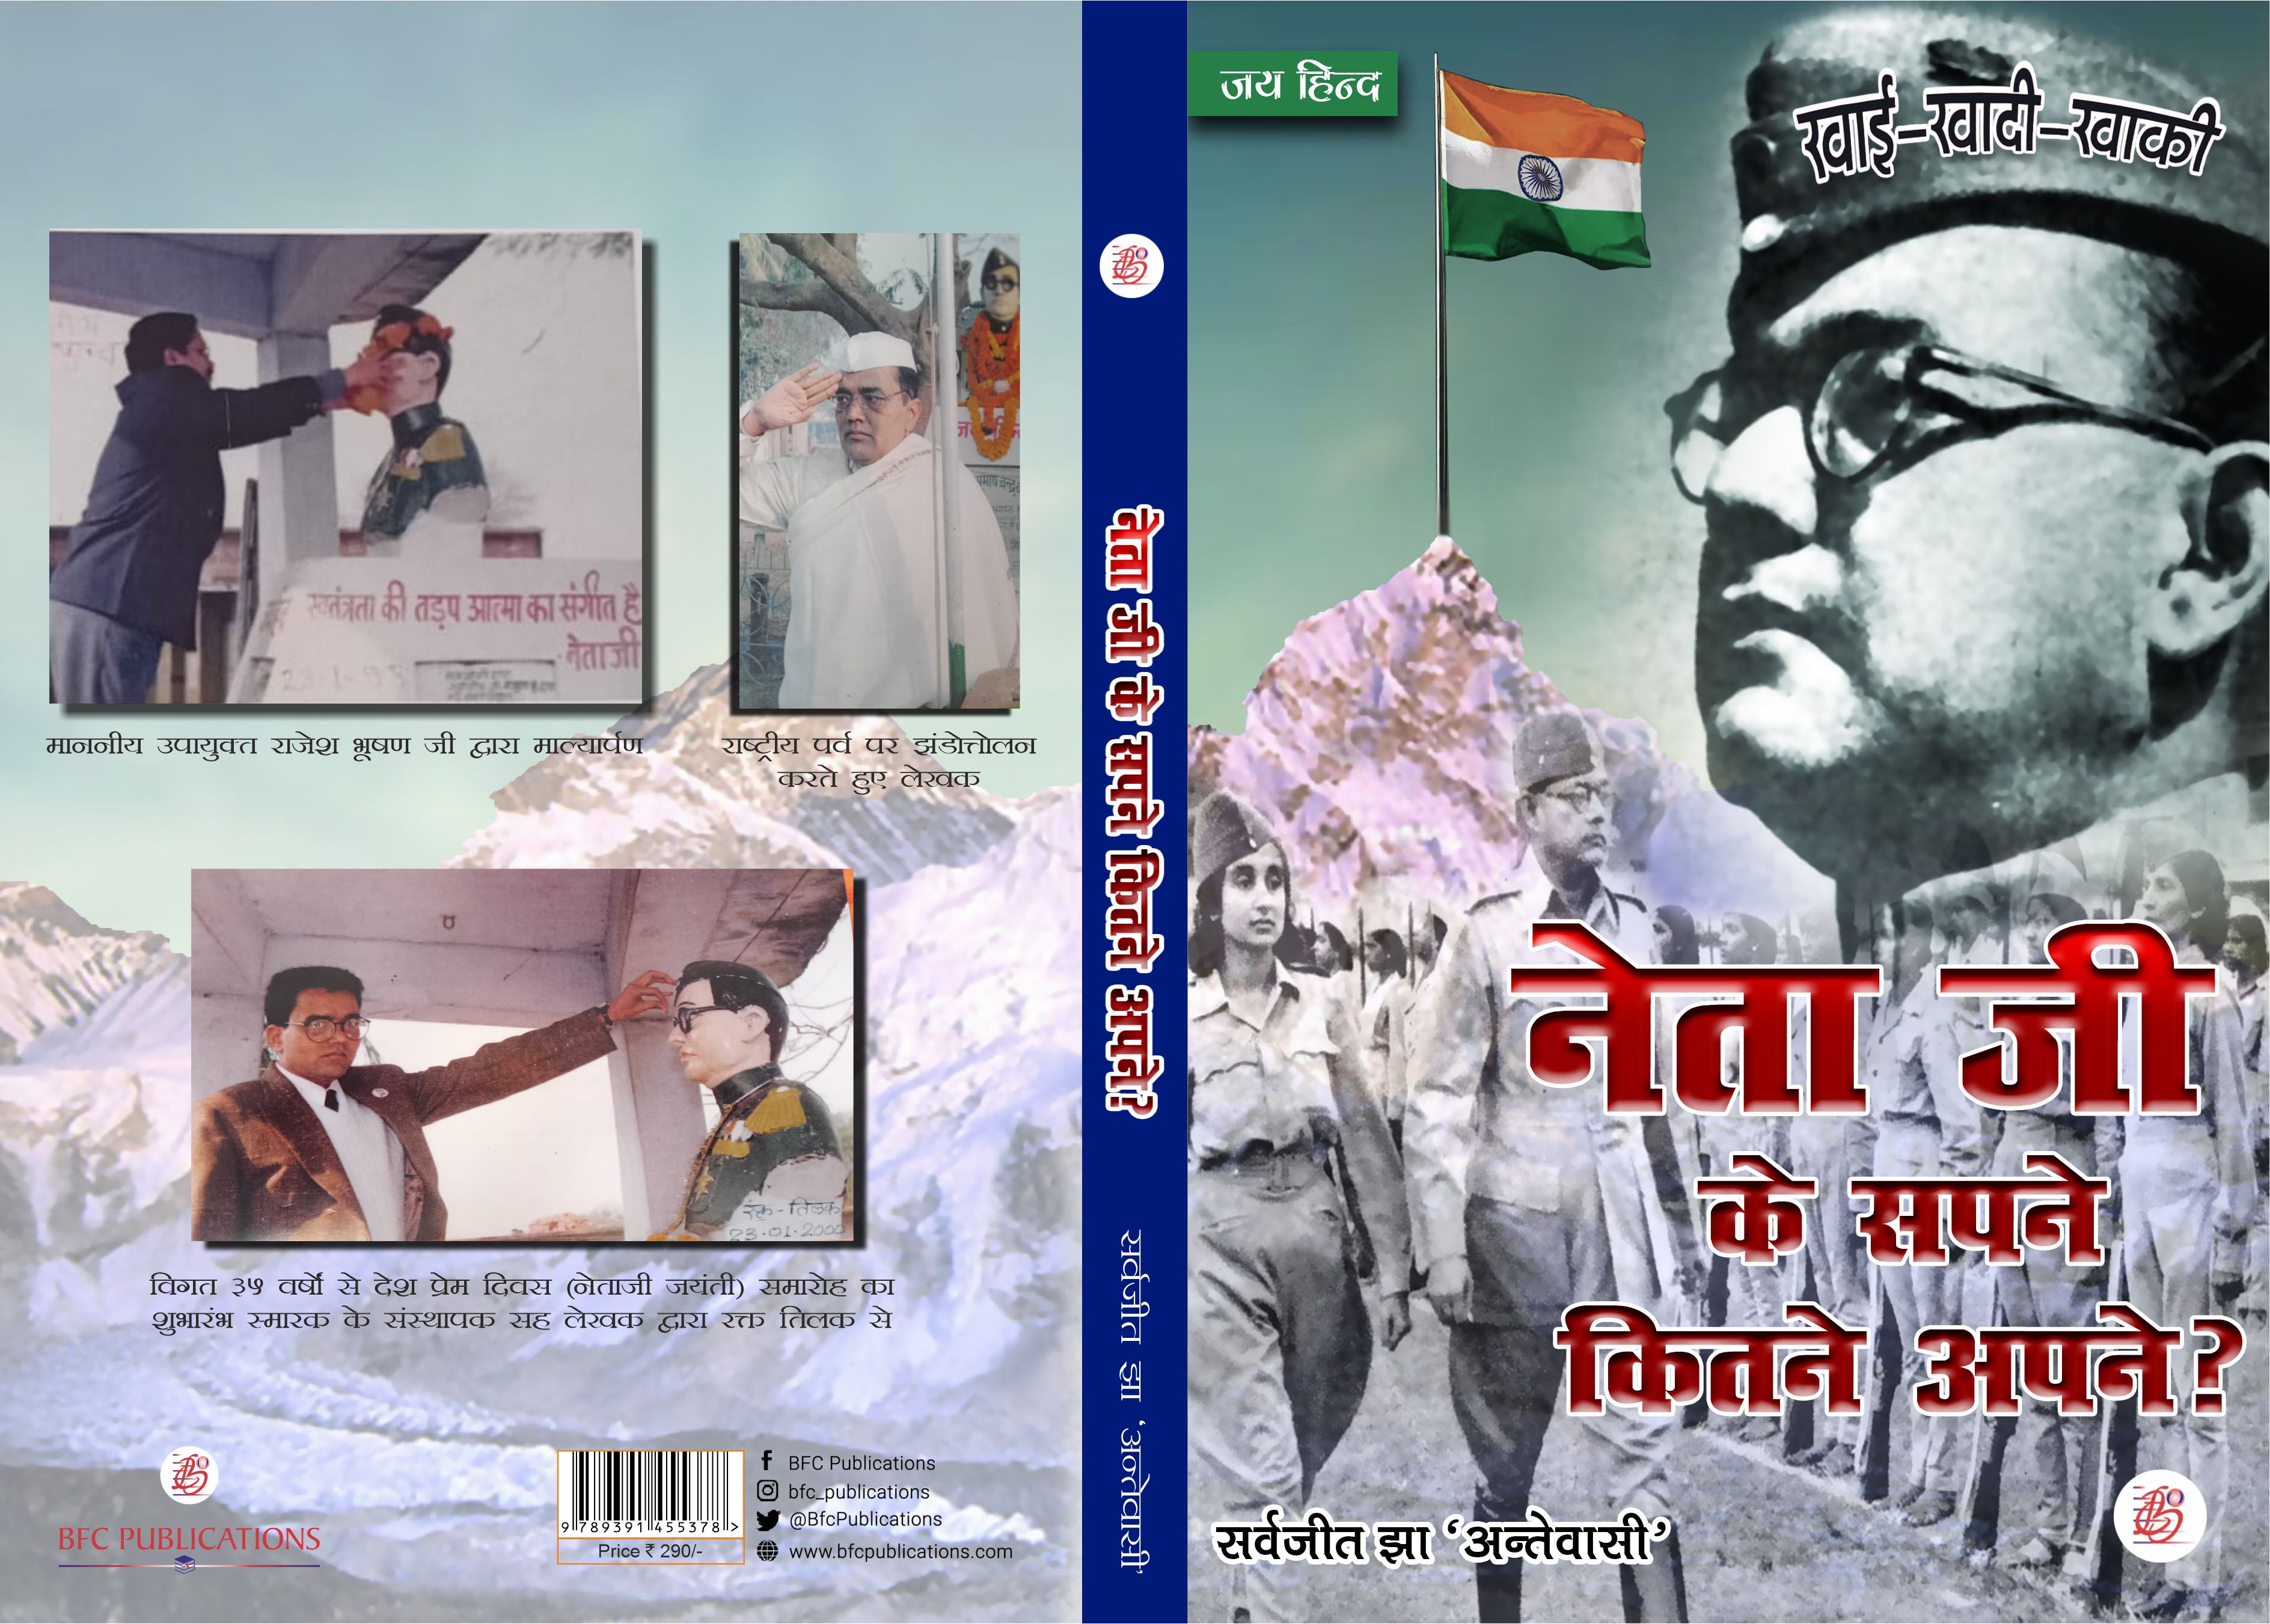 माननीय उपायुक्त राजेश भूषण जी द्वारा माल्यार्पण
राष्ट्रीय पर्व पर झंडोत्तोलन
करते हुए लेखक
स्वतंत्रता की तड़प आत्मा का संगीत है
नेताजी
रक्त - तिलक
23.01.2000
विगत ३५ वर्षों से देश प्रेम दिवस (नेताजी जयंती) समारोह का
शुभारंभ स्मारक के संस्थापक सह लेखक द्वारा रक्त तिलक से
BFC PUBLICATIONS
9 789391 455378 >
Price ₹ 290/-
BFC Publications
bfc_publications
@BfcPublications
www.bfcpublications.com
नेता जी के सपने कितने अपने?
सर्वजीत झा ‘अन्तेवासी’
जय हिन्द
खाई–खादी–खाकी
नेता जी
के सपने
कितने अपने?
सर्वजीत झा ‘अन्तेवासी’